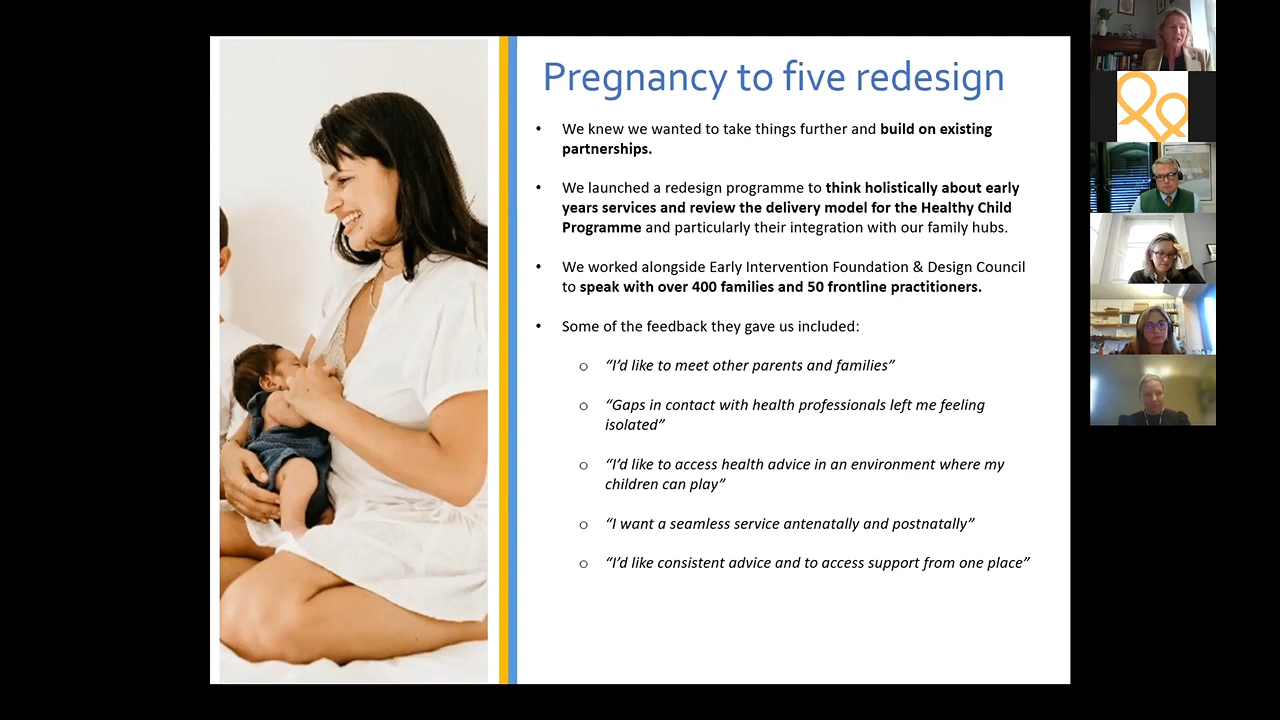 Pregnancy to five redesign
• We knew we wanted to take things further and build on existing
partnerships.
• We launched a redesign programme to think holistically about early
years services and review the delivery model for the Healthy Child
Programme and particularly their integration with our family hubs.
• We worked alongside Early Intervention Foundation & Design Council
to speak with over 400 families and 50 frontline practitioners.
• Some of the feedback they gave us included:
o “I’d like to meet other parents and families”
o “Gaps in contact with health professionals left me feeling
isolated”
o “I’d like to access health advice in an environment where my
children can play”
o “I want a seamless service antenatally and postnatally”
o “I’d like consistent advice and to access support from one place”